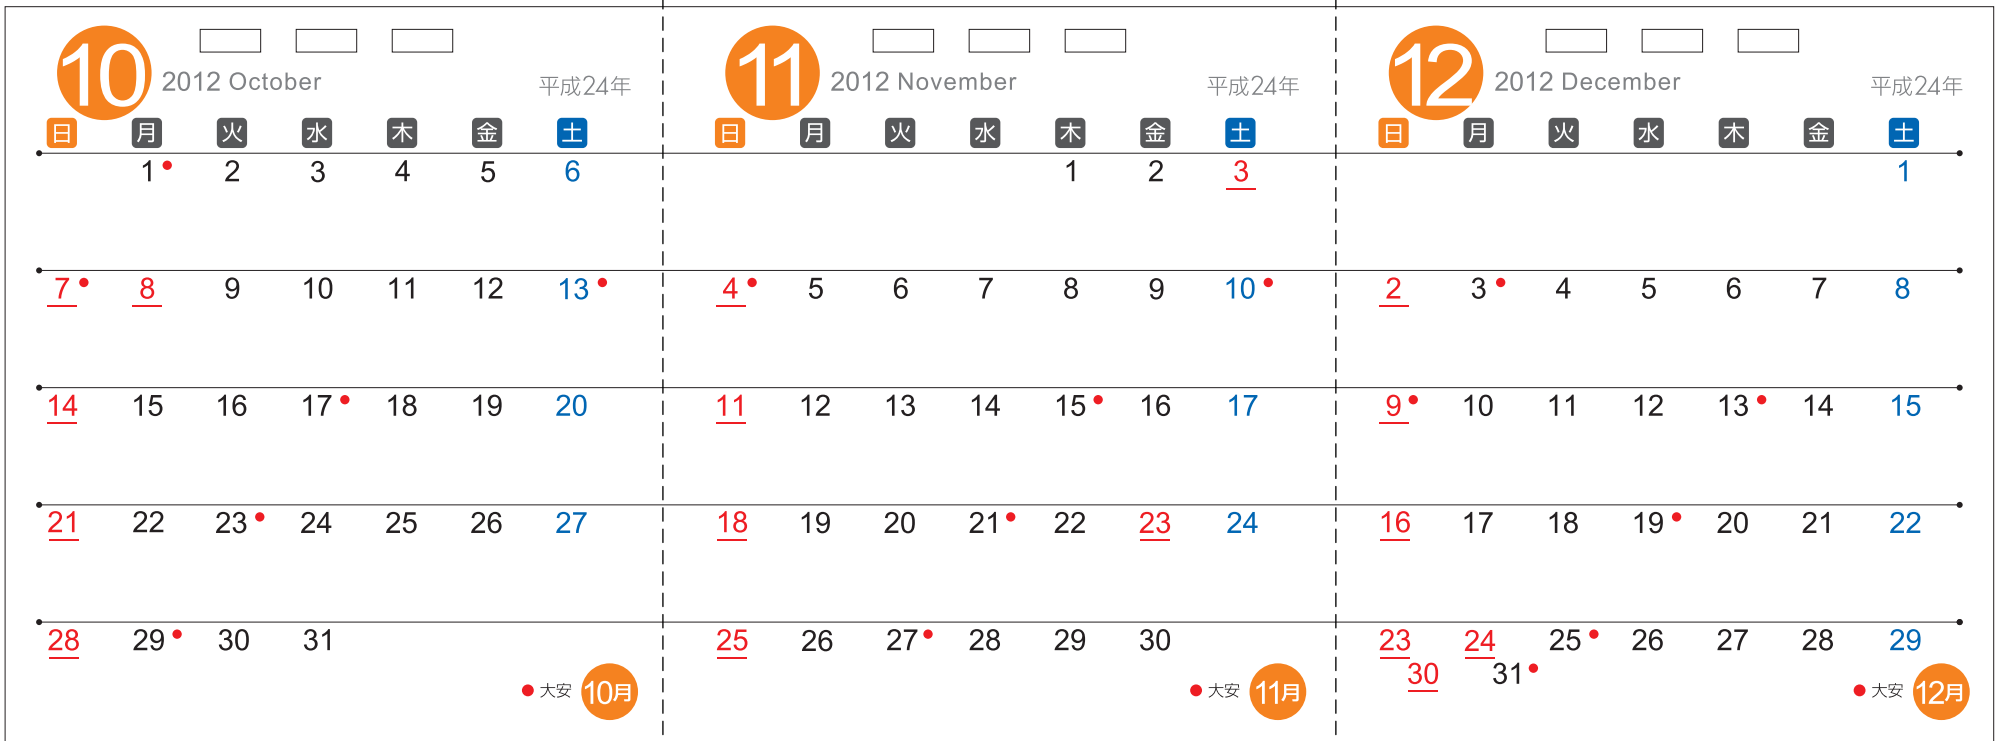 10 2012 October 平成24年
日 月 火 水 木 金 土
1 2 3 4 5 6
7 8 9 10 11 12 13
14 15 16 17 18 19 20
21 22 23 24 25 26 27
28 29 30 31
大安 10月
11 2012 November 平成24年
日 月 火 水 木 金 土
1 2 3
4 5 6 7 8 9 10
11 12 13 14 15 16 17
18 19 20 21 22 23 24
25 26 27 28 29 30
大安 11月
12 2012 December 平成24年
日 月 火 水 木 金 土
1
2 3 4 5 6 7 8
9 10 11 12 13 14 15
16 17 18 19 20 21 22
23 24 25 26 27 28 29
30 31
大安 12月